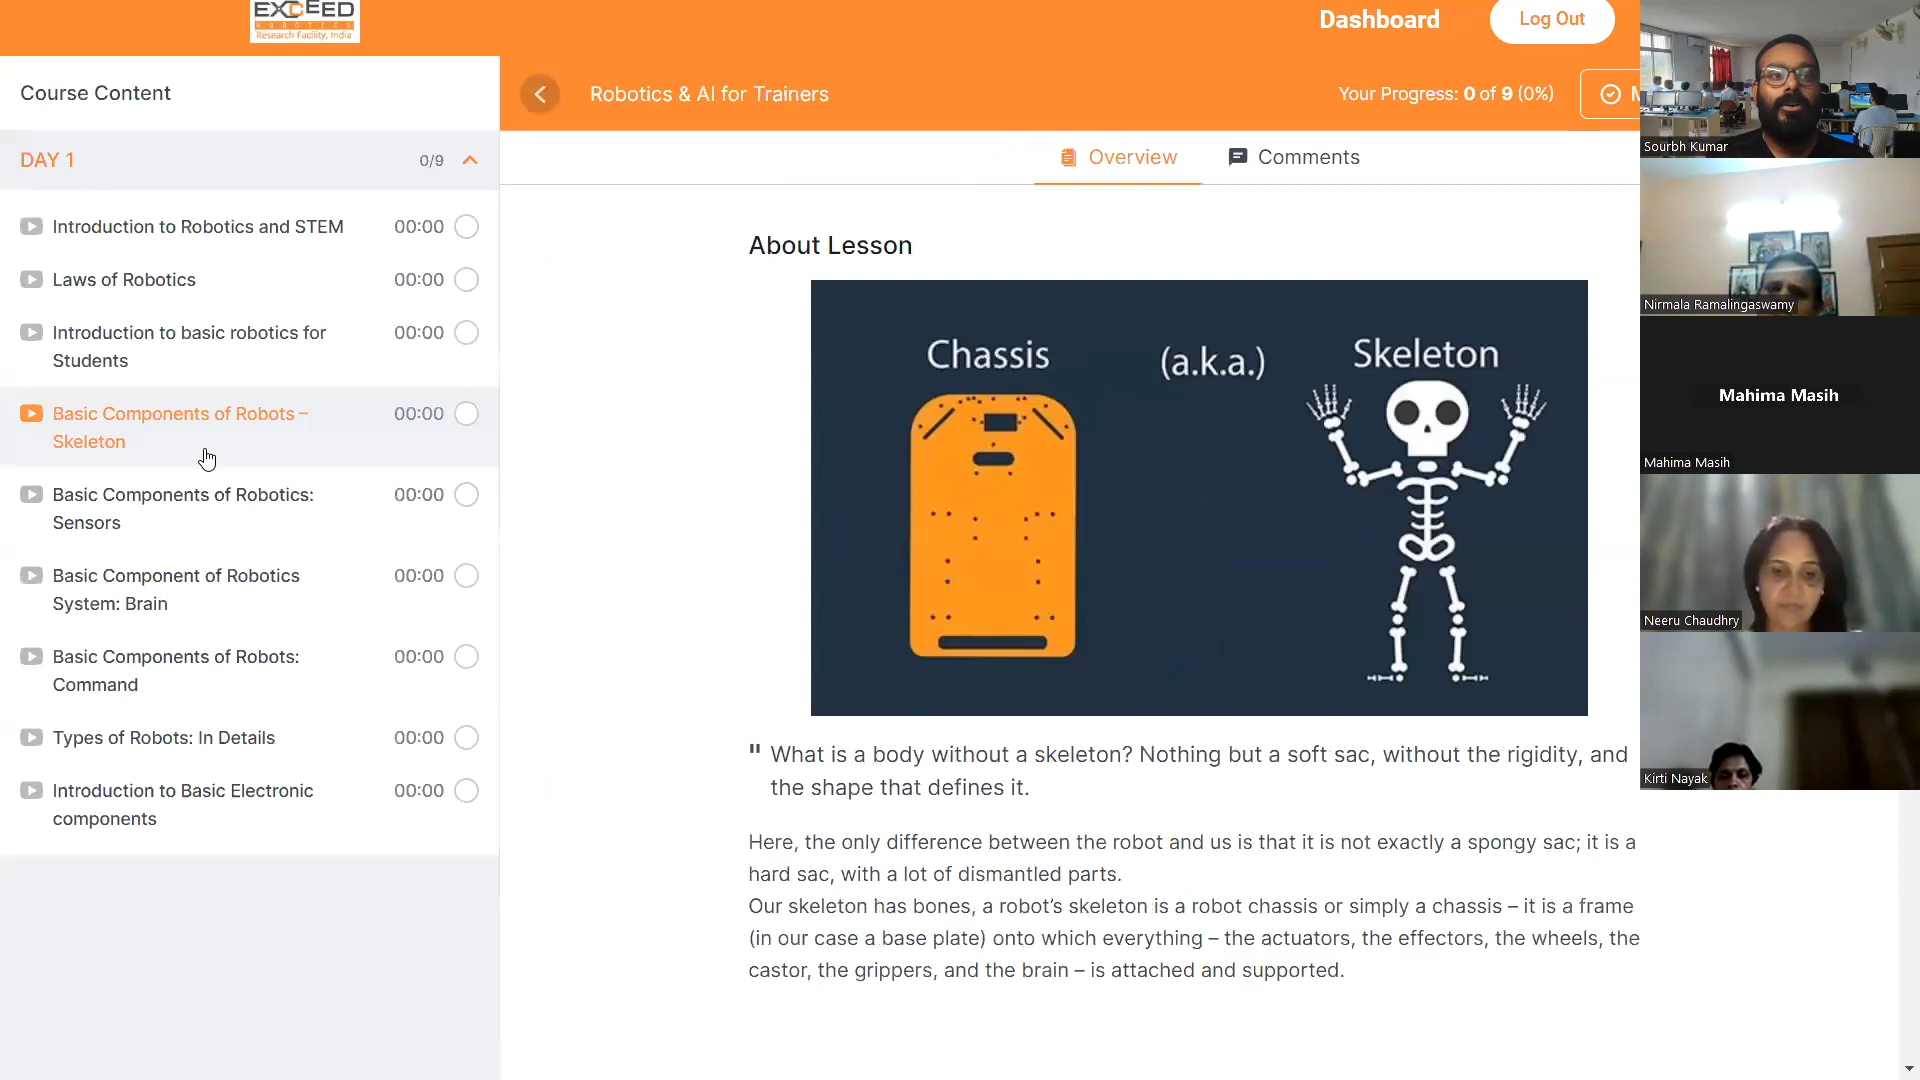 EXCEED
ROBOTICS
Research Facility, India
Dashboard
Log Out
Course Content
Robotics & AI for Trainers
Your Progress: 0 of 9 (0%)
DAY 1
0/9
Overview
Comments
Introduction to Robotics and STEM
00:00
Laws of Robotics
00:00
Introduction to basic robotics for
Students
00:00
Basic Components of Robots –
Skeleton
00:00
Basic Components of Robotics:
Sensors
00:00
Basic Component of Robotics
System: Brain
00:00
Basic Components of Robots:
Command
00:00
Types of Robots: In Details
00:00
Introduction to Basic Electronic
components
00:00
About Lesson
Chassis
(a.k.a.)
Skeleton
" What is a body without a skeleton? Nothing but a soft sac, without the rigidity, and
the shape that defines it.
Here, the only difference between the robot and us is that it is not exactly a spongy sac; it is a
hard sac, with a lot of dismantled parts.
Our skeleton has bones, a robot’s skeleton is a robot chassis or simply a chassis – it is a frame
(in our case a base plate) onto which everything – the actuators, the effectors, the wheels, the
castor, the grippers, and the brain – is attached and supported.
Sourbh Kumar
Nirmala Ramalingaswamy
Mahima Masih
Mahima Masih
Neeru Chaudhry
Kirti Nayak